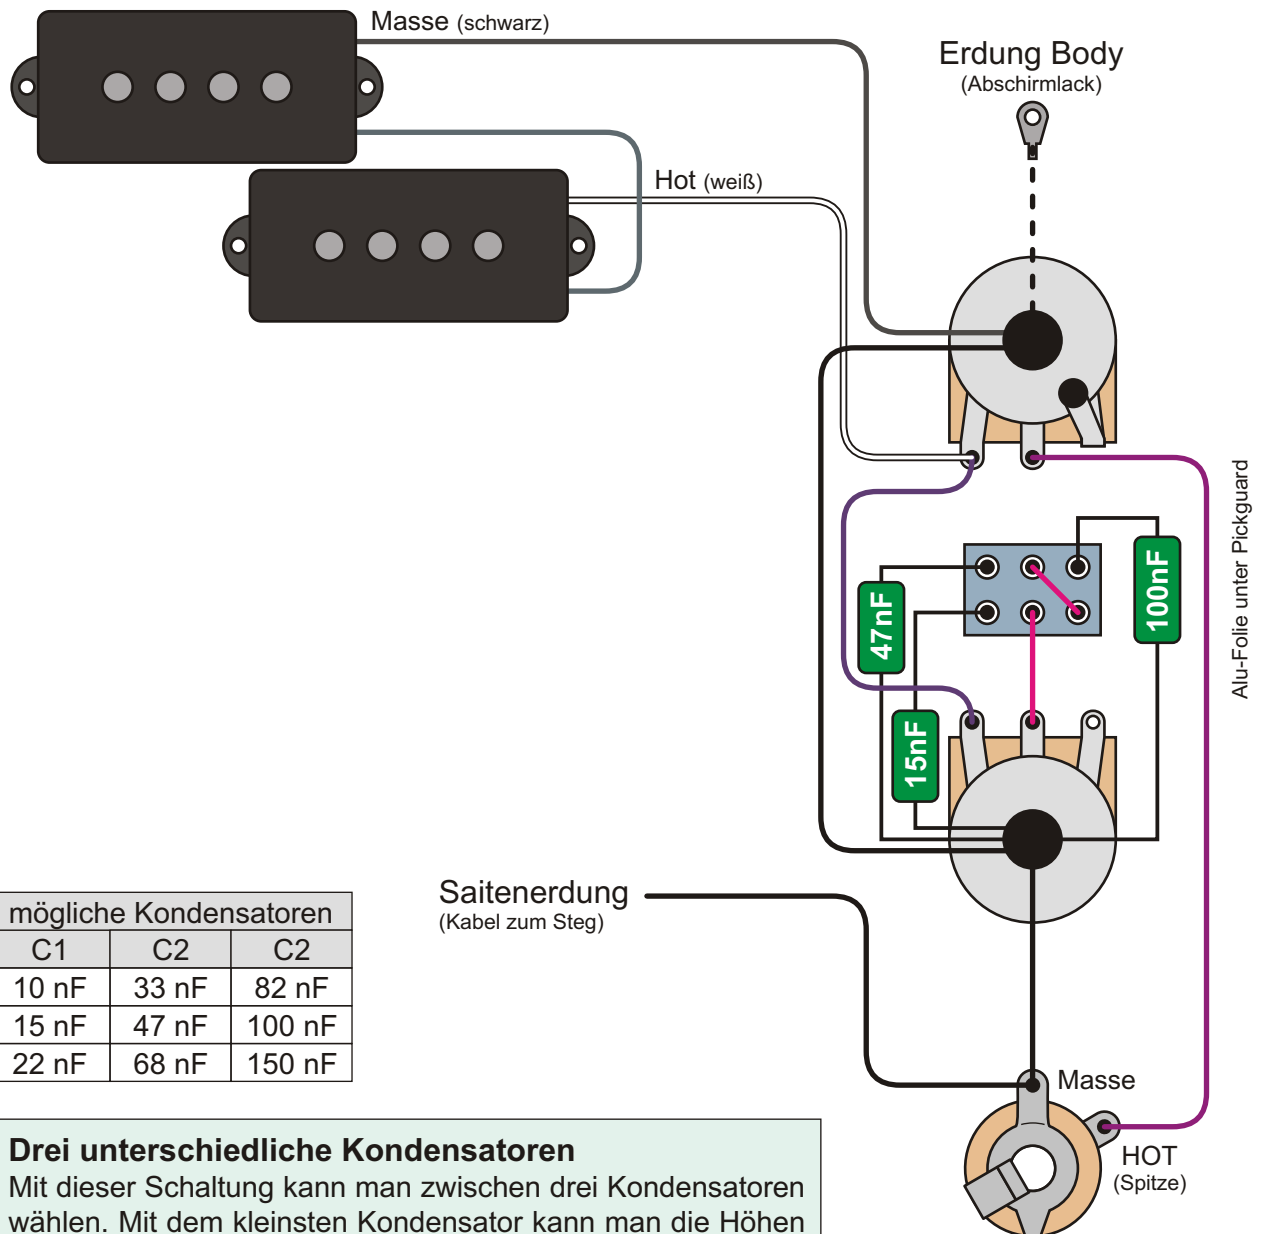 Masse (schwarz)
Erdung Body
(Abschirmlack)
Hot (weiß)
Alu-Folie unter Pickguard
47nF
100nF
15nF
Saitenerdung
(Kabel zum Steg)
mögliche Kondensatoren
C1 C2 C2
10 nF 33 nF 82 nF
15 nF 47 nF 100 nF
22 nF 68 nF 150 nF
Masse
HOT
(Spitze)
Drei unterschiedliche Kondensatoren
Mit dieser Schaltung kann man zwischen drei Kondensatoren
wählen. Mit dem kleinsten Kondensator kann man die Höhen